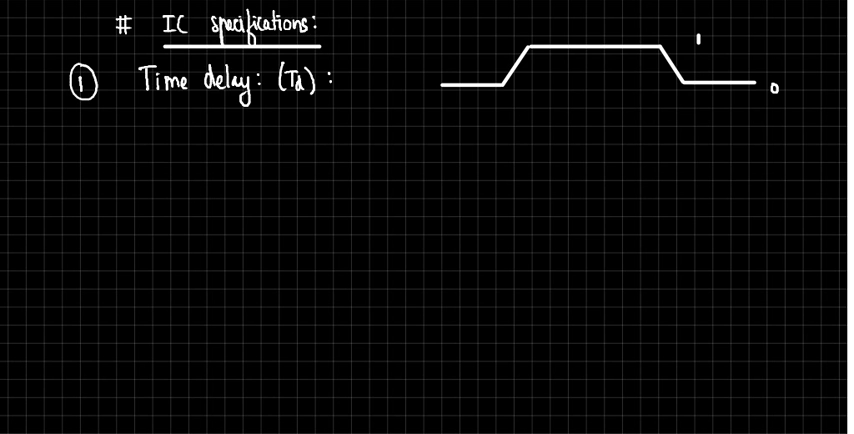 # IC specifications:
① Time delay: (Td) :
1
0